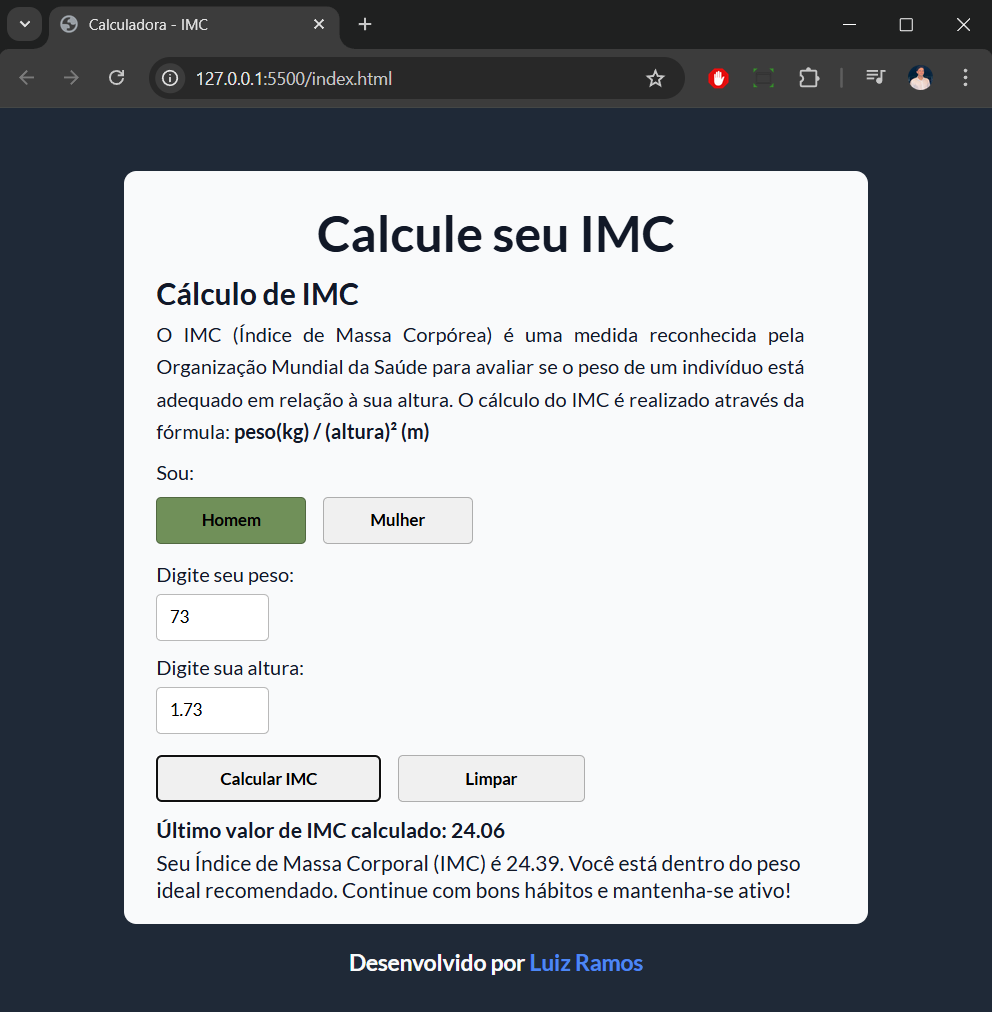 Calculadora - IMC
127.0.0.1:5500/index.html
Calcule seu IMC
Cálculo de IMC
O IMC (Índice de Massa Corpórea) é uma medida reconhecida pela
Organização Mundial da Saúde para avaliar se o peso de um indivíduo está
adequado em relação à sua altura. O cálculo do IMC é realizado através da
fórmula: peso(kg) / (altura)² (m)
Sou:
Homem Mulher
Digite seu peso:
73
Digite sua altura:
1.73
Calcular IMC Limpar
Último valor de IMC calculado: 24.06
Seu Índice de Massa Corporal (IMC) é 24.39. Você está dentro do peso
ideal recomendado. Continue com bons hábitos e mantenha-se ativo!
Desenvolvido por Luiz Ramos